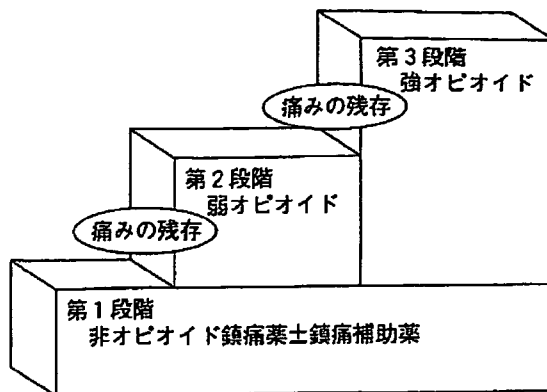 第3段階
強オピオイド
痛みの残存
第2段階
弱オピオイド
痛みの残存
第1段階
非オピオイド鎮痛薬士鎮痛補助薬